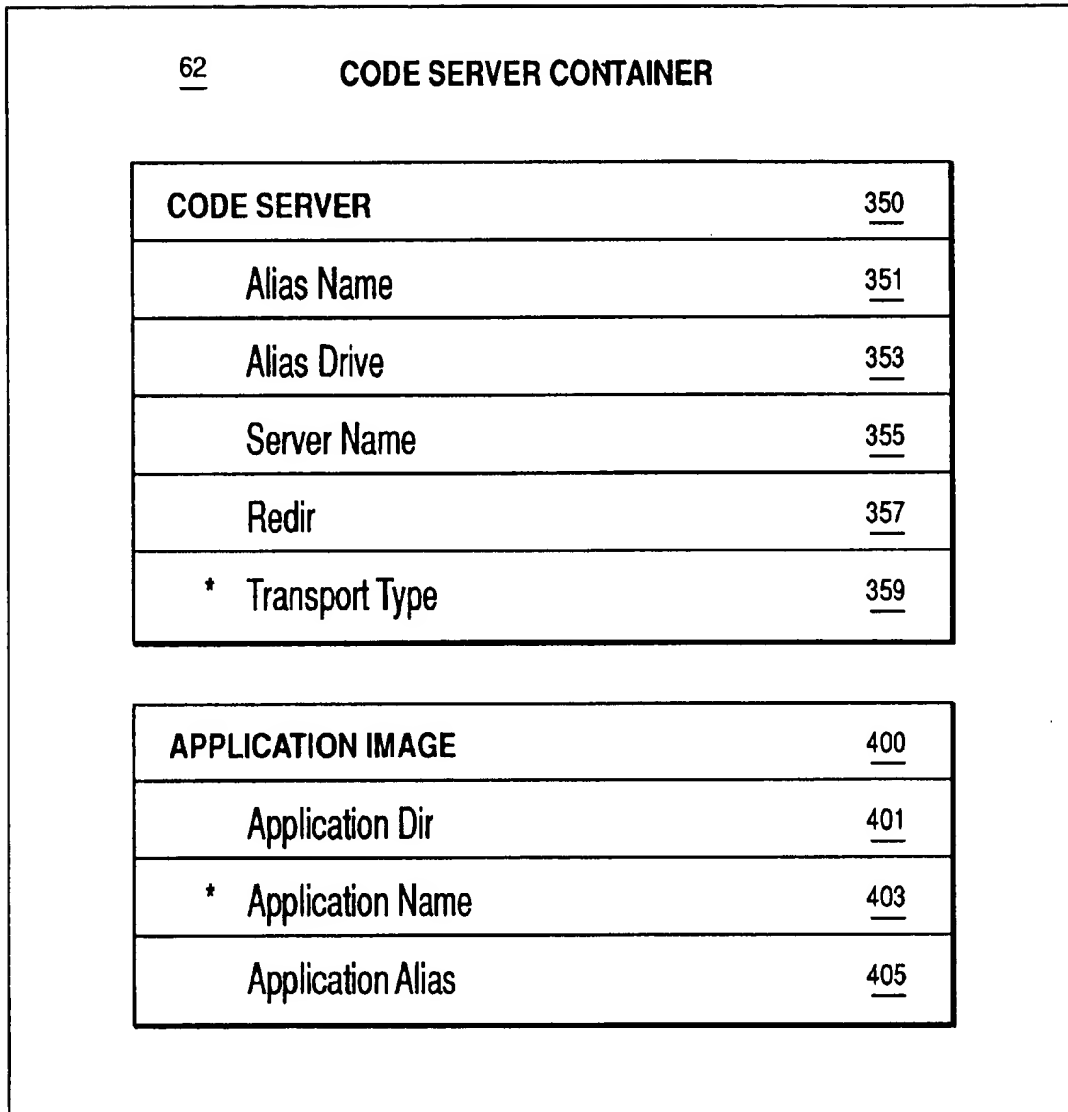 62 CODE SERVER CONTAINER
CODE SERVER 350
Alias Name 351
Alias Drive 353
Server Name 355
Redir 357
* Transport Type 359
APPLICATION IMAGE 400
Application Dir 401
* Application Name 403
Application Alias 405